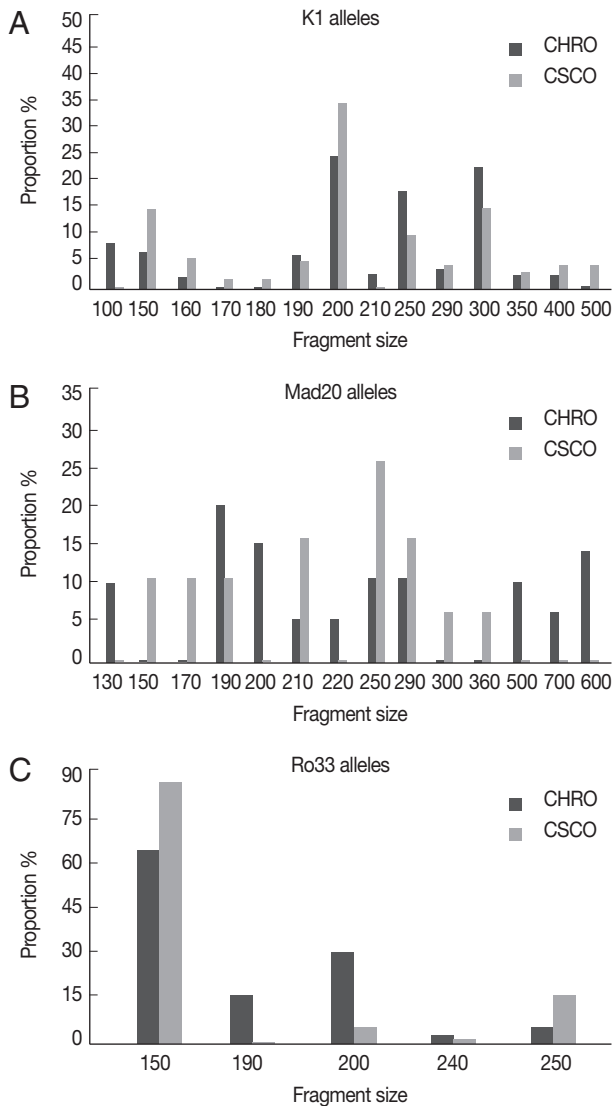 A
K1 alleles
50
45
40
35
30
25
20
15
10
5
0
Proportion %
CHRO
CSCO
100 150 160 170 180 190 200 210 250 290 300 350 400 500
Fragment size
B
Mad20 alleles
35
30
25
20
15
10
5
0
Proportion %
CHRO
CSCO
130 150 170 190 200 210 220 250 290 300 360 500 700 600
Fragment size
C
Ro33 alleles
90
75
60
45
30
15
0
Proportion %
CHRO
CSCO
150 190 200 240 250
Fragment size